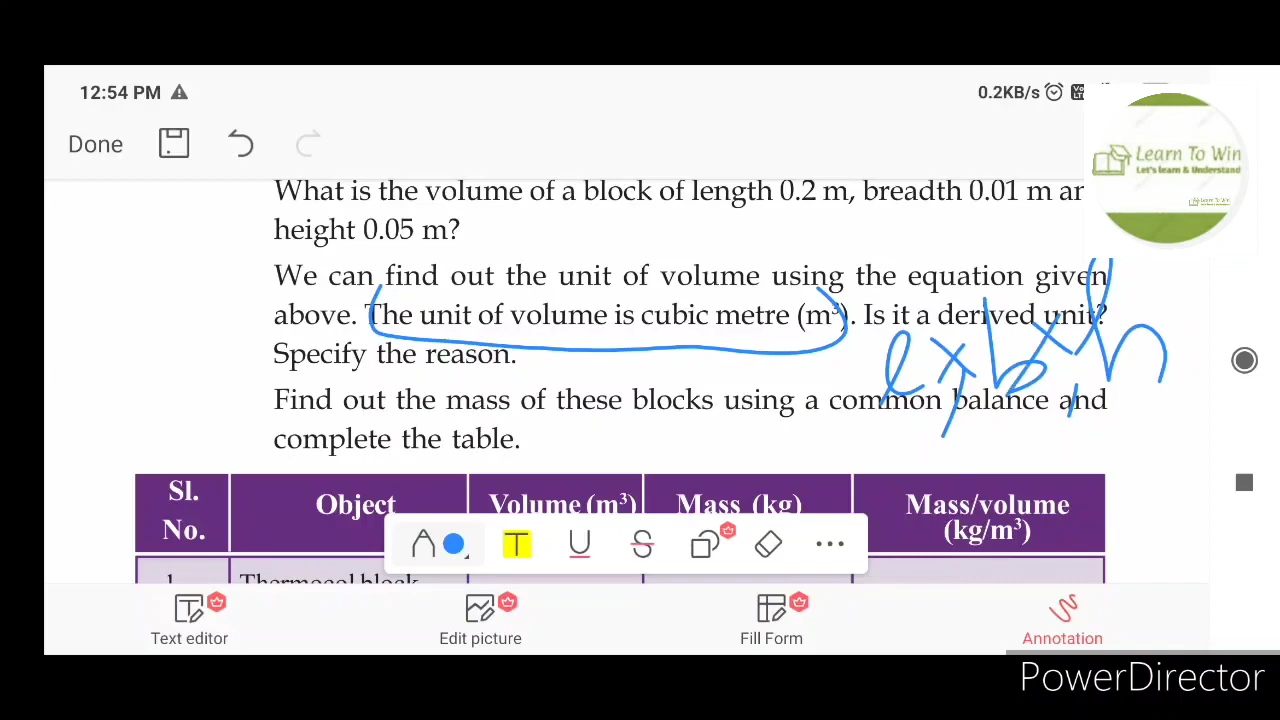 12:54 PM
0.2KB/s
Done
Learn To Win
Let's learn & Understand
What is the volume of a block of length 0.2 m, breadth 0.01 m an
height 0.05 m?
We can find out the unit of volume using the equation given
above. The unit of volume is cubic metre (m³). Is it a derived unit?
Specify the reason.
l × b × h
Find out the mass of these blocks using a common balance and
complete the table.
Sl. No. Object Volume (m³) Mass (kg) Mass/volume (kg/m³)
1. Thermocol block
Text editor Edit picture Fill Form Annotation
PowerDirector